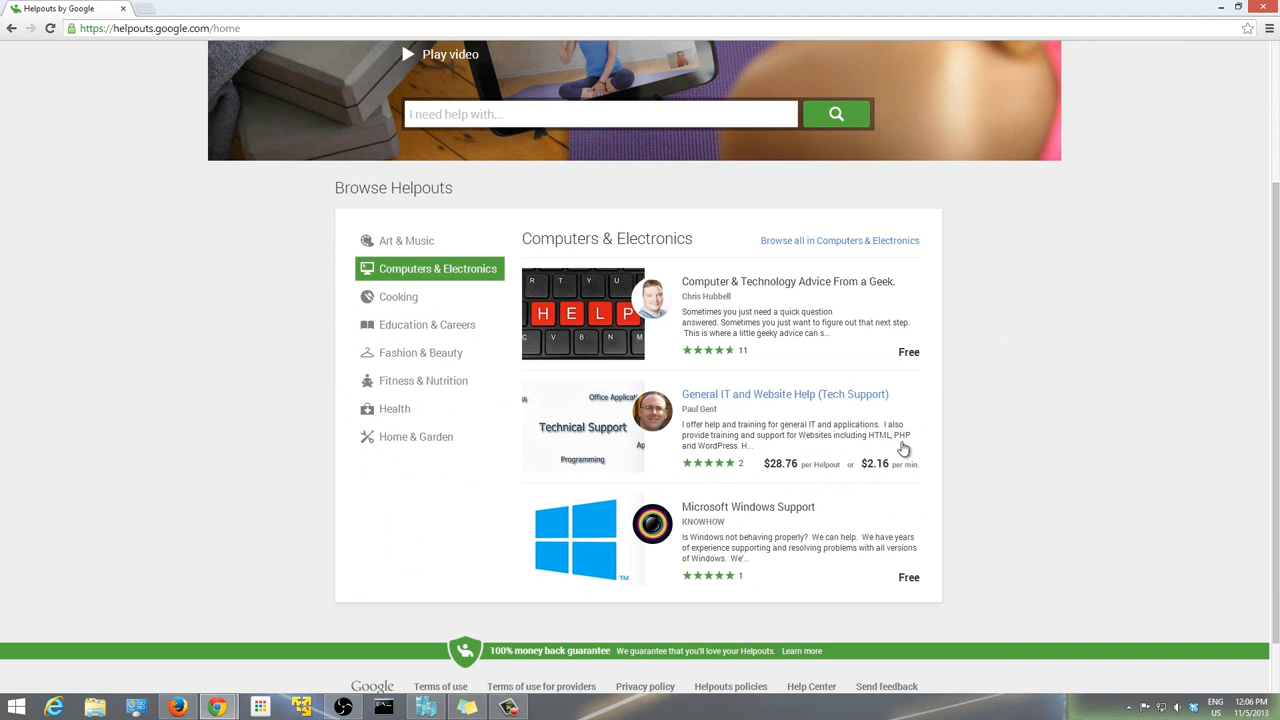 Helpouts by Google
https://helpouts.google.com/home
Play video
I need help with...
Browse Helpouts
Art & Music
Computers & Electronics
Cooking
Education & Careers
Fashion & Beauty
Fitness & Nutrition
Health
Home & Garden
Computers & Electronics
Browse all in Computers & Electronics
R T Y U
H E L P
C V B N M
Computer & Technology Advice From a Geek.
Chris Hubbell
Sometimes you just need a quick question
answered. Sometimes you just want to figure out that next step.
This is where a little geeky advice can s...
11
Free
Office Applicati
Technical Support
Ap
Programming
General IT and Website Help (Tech Support)
Paul Gent
I offer help and training for general IT and applications. I also
provide training and support for Websites including HTML, PHP
and WordPress. H...
2
$28.76 per Helpout or $2.16 per min.
TM
Microsoft Windows Support
KNOWHOW
Is Windows not behaving properly? We can help. We have years
of experience supporting and resolving problems with all versions
of Windows. We'...
1
Free
100% money back guarantee We guarantee that you'll love your Helpouts. Learn more
Google Terms of use Terms of use for providers Privacy policy Helpouts policies Help Center Send feedback
ENG 12:06 PM
US 11/5/2013